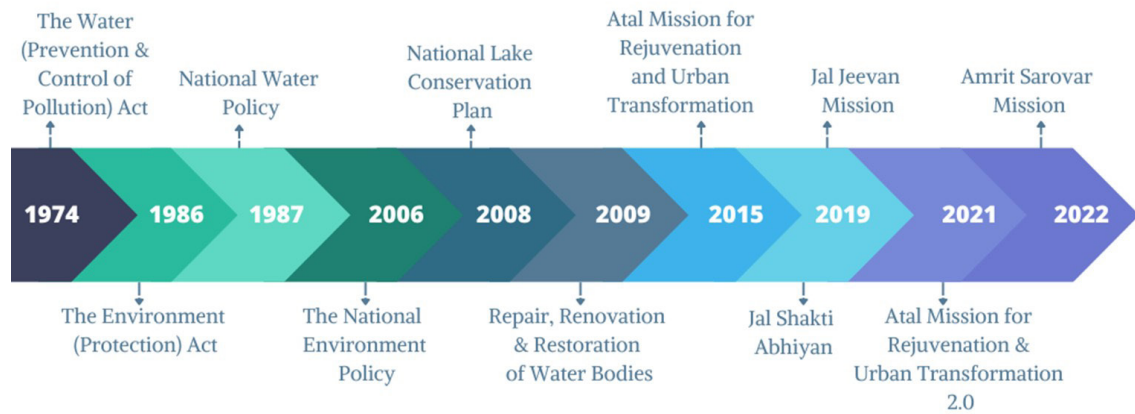 The Water
(Prevention &
Control of
Pollution) Act
National Water
Policy
National Lake
Conservation
Plan
Atal Mission for
Rejuvenation
and Urban
Transformation
Jal Jeevan
Mission
Amrit Sarovar
Mission
1974
1986
1987
2006
2008
2009
2015
2019
2021
2022
The Environment
(Protection) Act
The National
Environment
Policy
Repair, Renovation
& Restoration
of Water Bodies
Jal Shakti
Abhiyan
Atal Mission for
Rejuvenation &
Urban Transformation
2.0